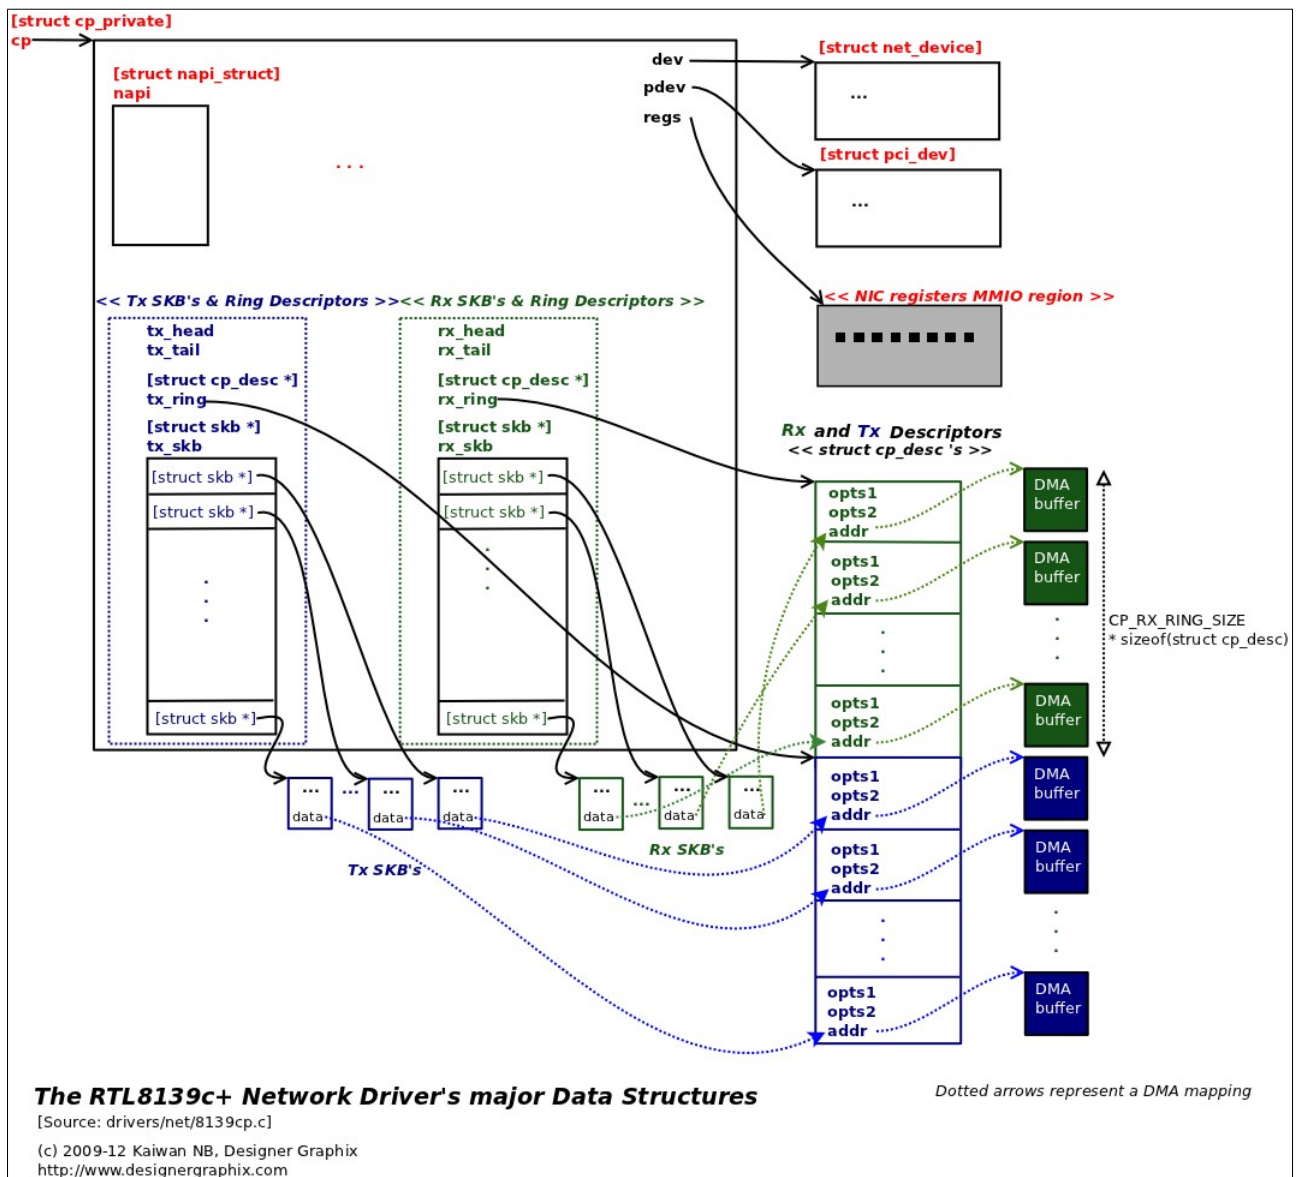 [struct cp_private]
cp
[struct napi_struct]
napi
...
dev
pdev
regs
[struct net_device]
...
[struct pci_dev]
...
<< NIC registers MMIO region >>
<< Tx SKB's & Ring Descriptors >>
tx_head
tx_tail
[struct cp_desc *]
tx_ring
[struct skb *]
tx_skb
[struct skb *]
[struct skb *]
[struct skb *]
<< Rx SKB's & Ring Descriptors >>
rx_head
rx_tail
[struct cp_desc *]
rx_ring
[struct skb *]
rx_skb
[struct skb *]
[struct skb *]
[struct skb *]
Rx and Tx Descriptors
<< struct cp_desc 's >>
opts1
opts2
addr
opts1
opts2
addr
opts1
opts2
addr
opts1
opts2
addr
opts1
opts2
addr
opts1
opts2
addr
DMA
buffer
DMA
buffer
DMA
buffer
DMA
buffer
DMA
buffer
DMA
buffer
CP_RX_RING_SIZE
* sizeof(struct cp_desc)
...
data
...
...
data
...
data
Tx SKB's
...
data
...
...
data
...
data
Rx SKB's
The RTL8139c+ Network Driver's major Data Structures
Dotted arrows represent a DMA mapping
[Source: drivers/net/8139cp.c]
(c) 2009-12 Kaiwan NB, Designer Graphix
http://www.designergraphix.com